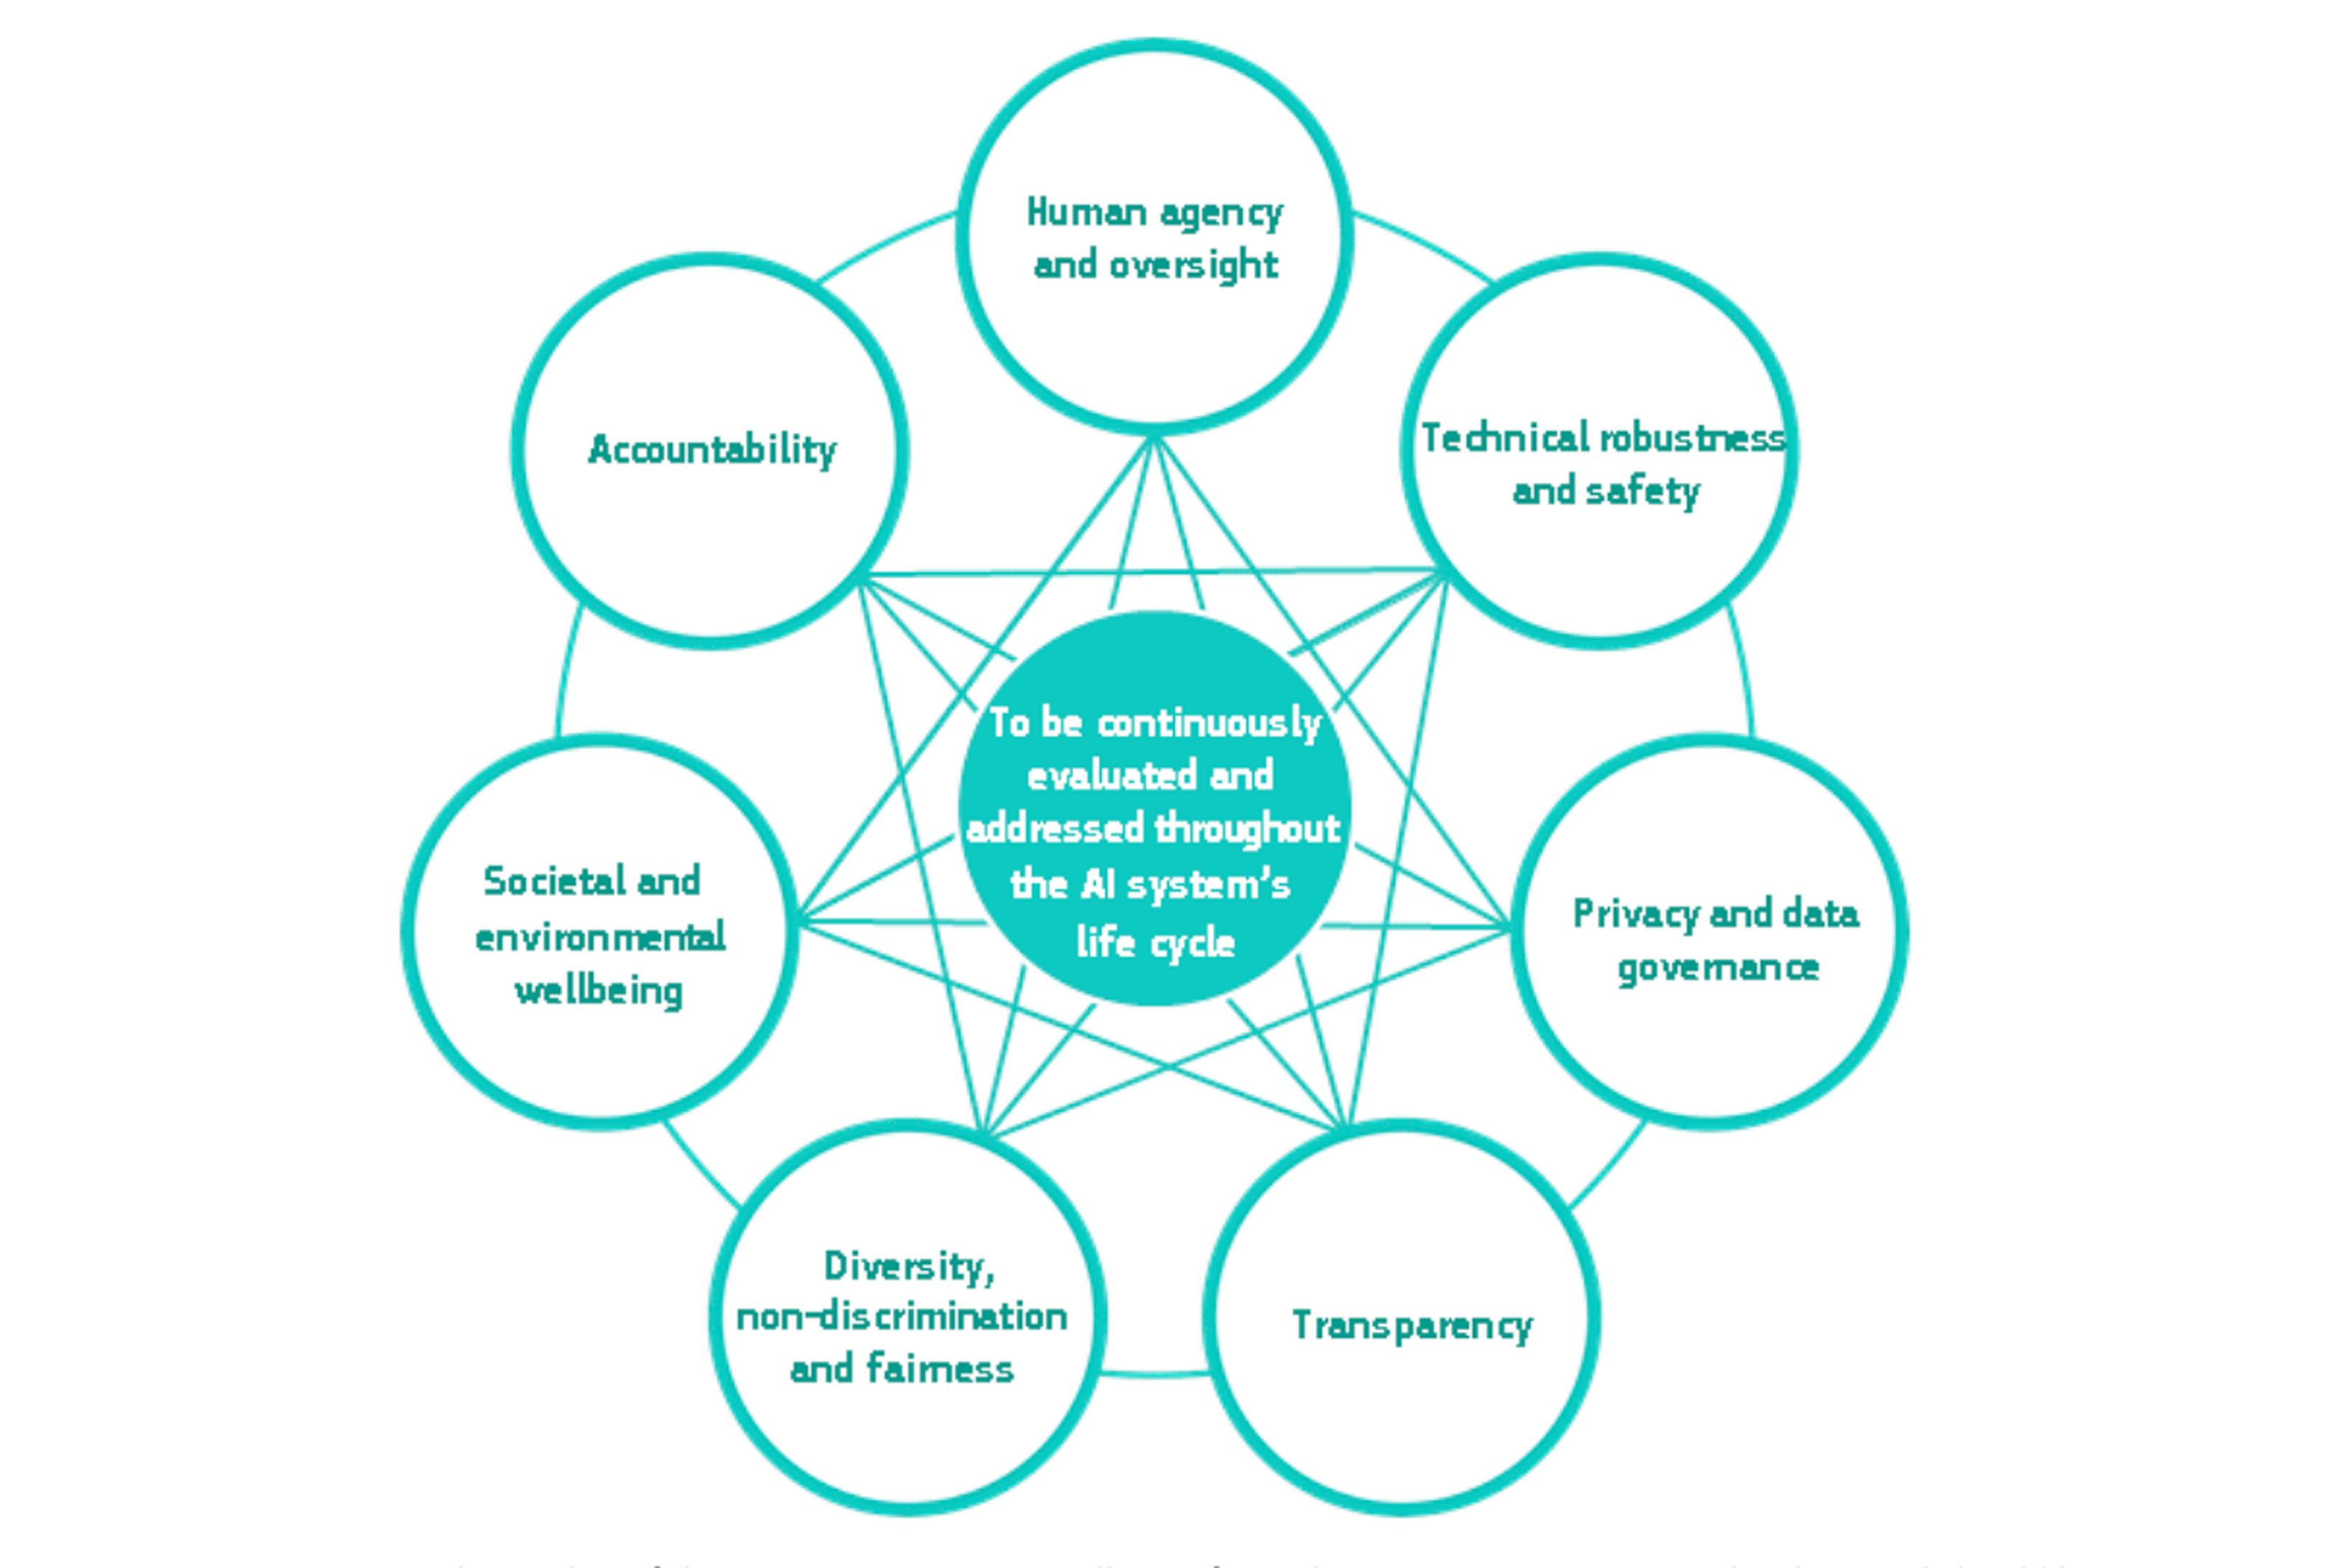 Human agency
and oversight
Technical robustness
and safety
Privacy and data
governance
Transparency
Diversity,
non-discrimination
and fairness
Societal and
environmental
wellbeing
Accountability
To be continuously
evaluated and
addressed throughout
the AI system's
life cycle